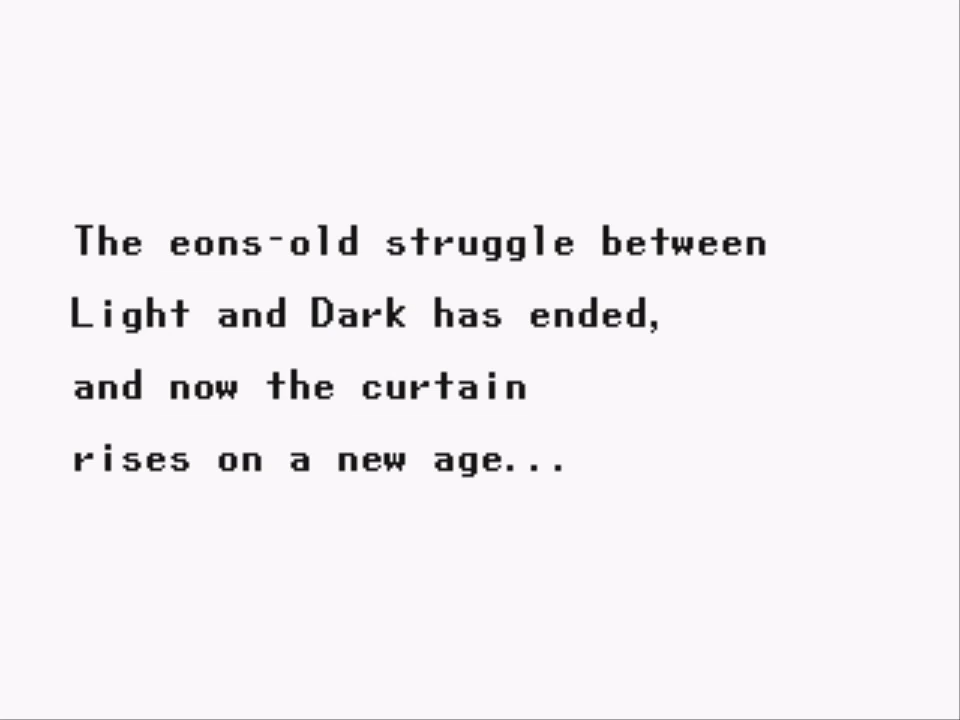 The eons-old struggle between
Light and Dark has ended,
and now the curtain
rises on a new age...